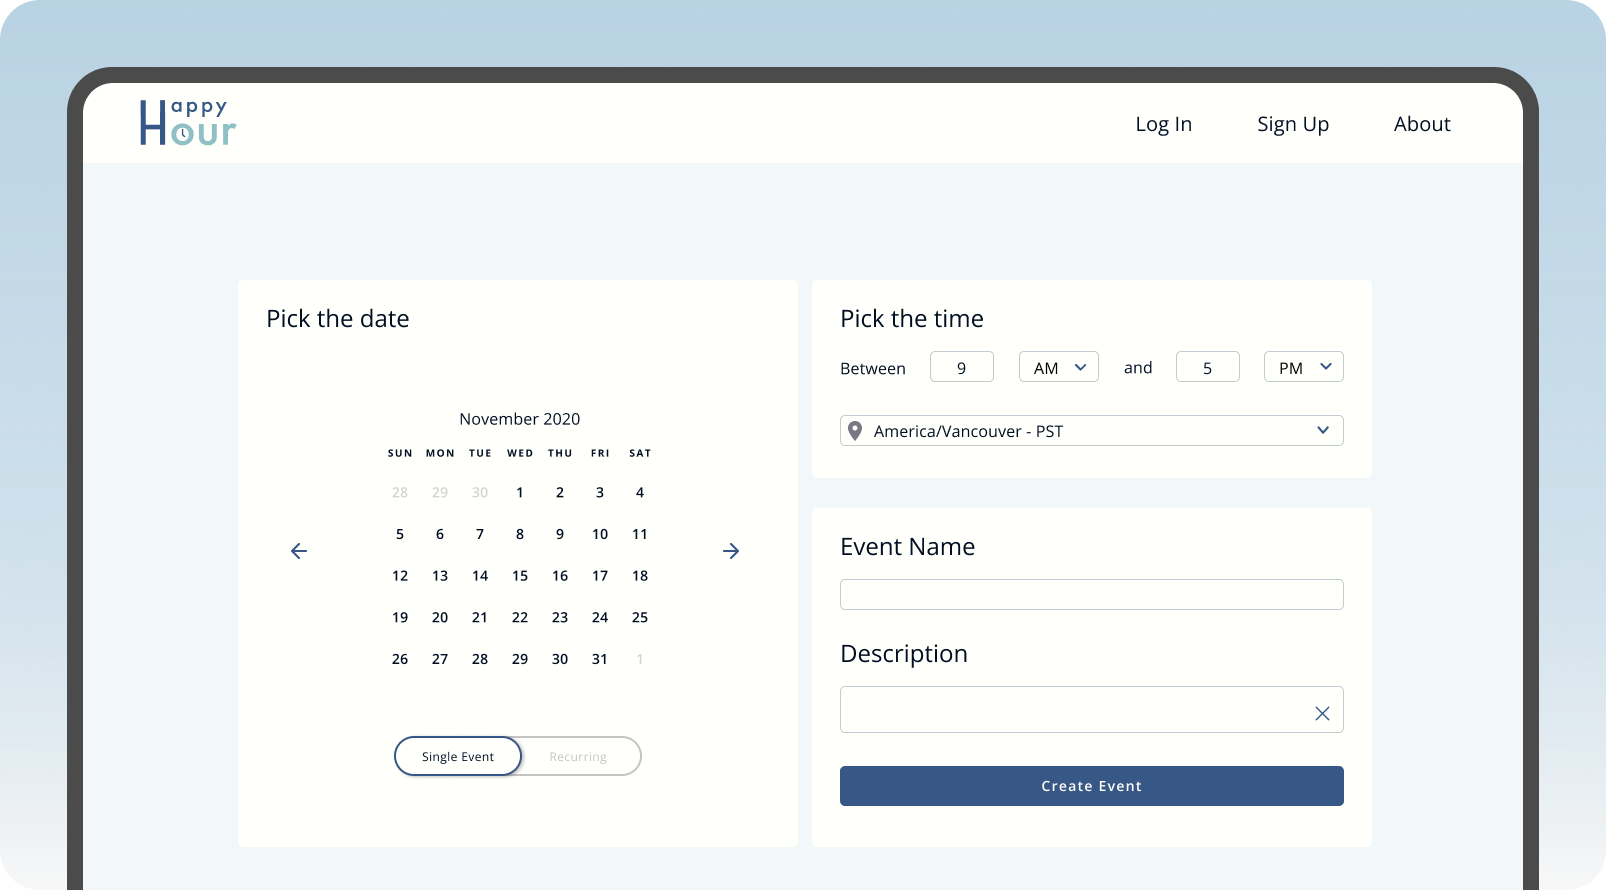 Happy
Hour
Log In
Sign Up
About
Pick the date
November 2020
SUN MON TUE WED THU FRI SAT
28 29 30 1 2 3 4
5 6 7 8 9 10 11
12 13 14 15 16 17 18
19 20 21 22 23 24 25
26 27 28 29 30 31 1
Single Event
Recurring
Pick the time
Between 9 AM and 5 PM
America/Vancouver - PST
Event Name
Description
Create Event